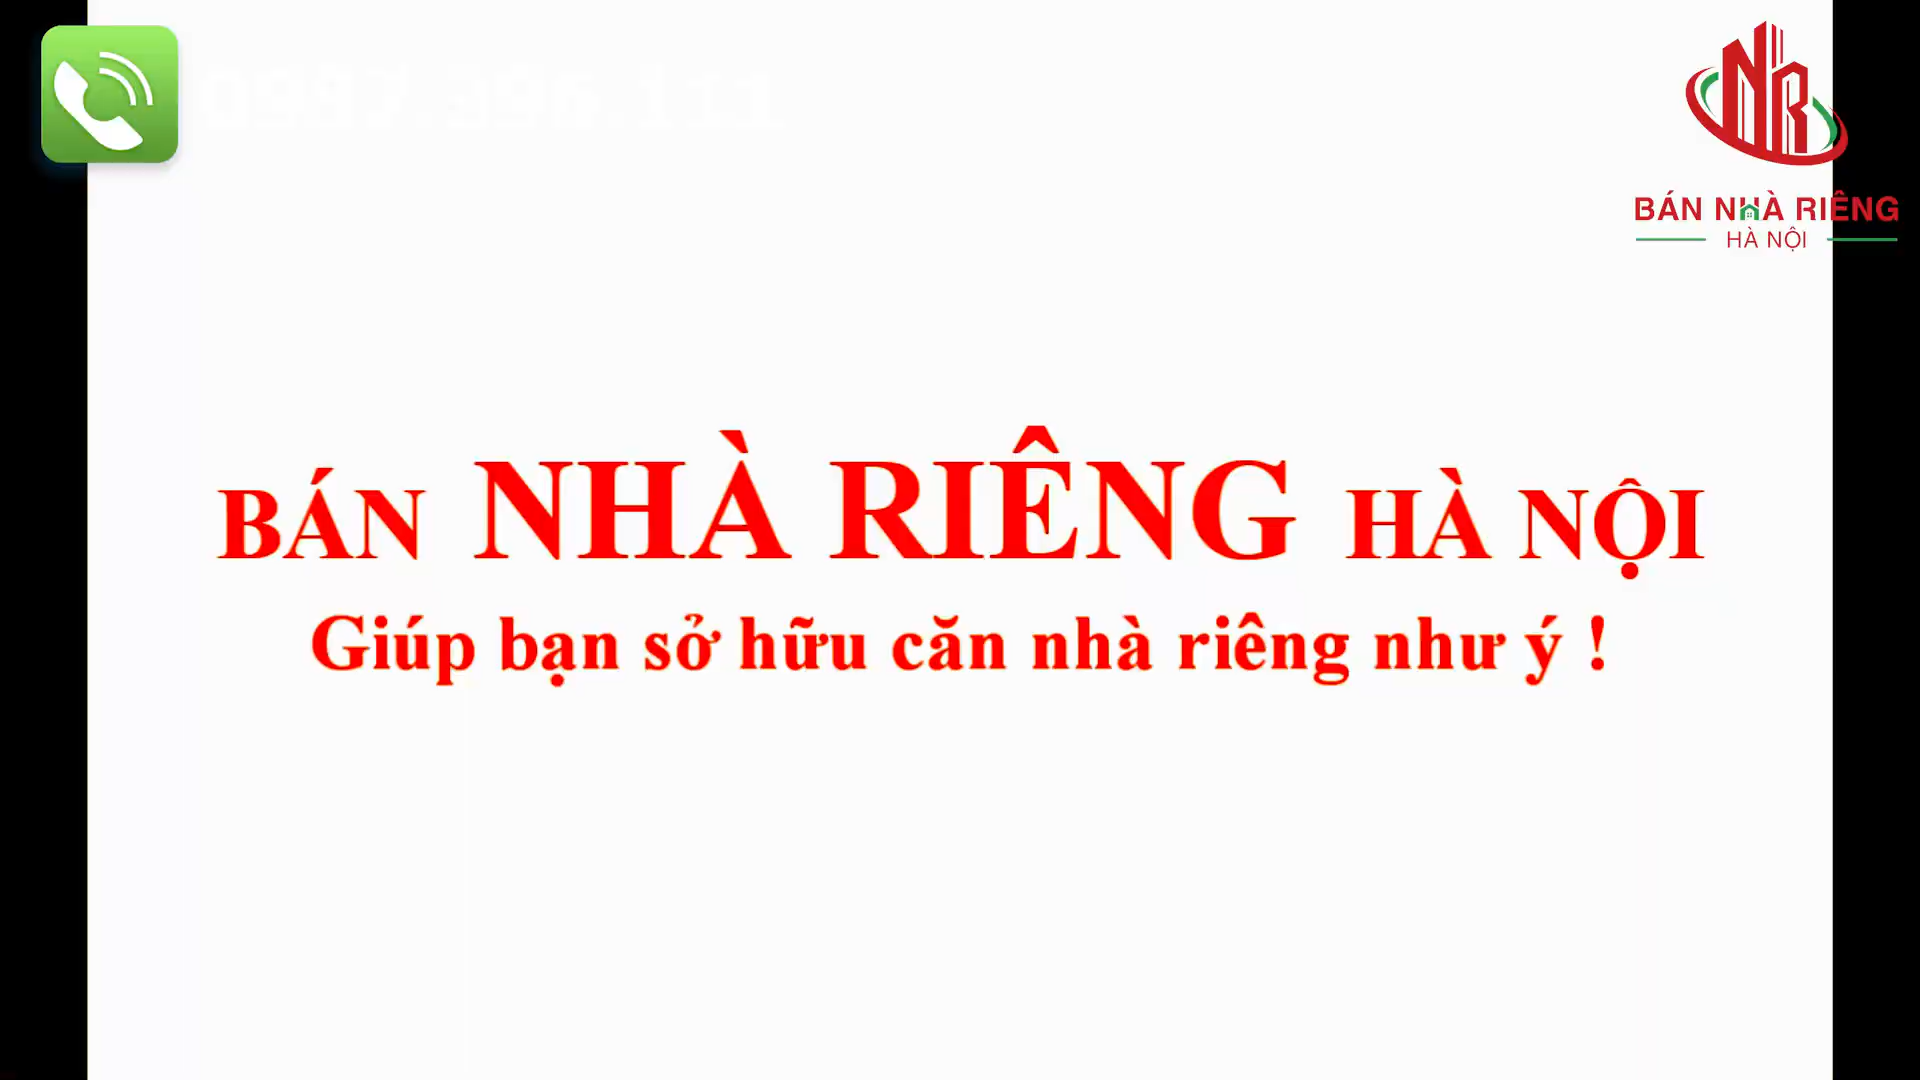 BÁN NHÀ RIÊNG
HÀ NỘI
BÁN NHÀ RIÊNG HÀ NỘI
Giúp bạn sở hữu căn nhà riêng như ý !